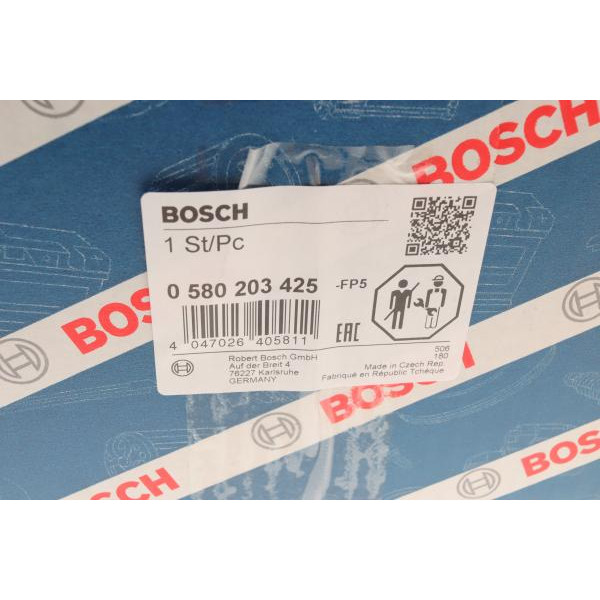 BOSCH
BOSCH
BOSCH
1 St/Pc
0 580 203 425
-FP5
4 047026 405811
EAC
Robert Bosch GmbH
Auf der Breit 4
76227 Karlsruhe
GERMANY
506
180
Made in Czech Rep.
Fabriqué en République Tchèque
BOSCH
BOSCH
BOSCH